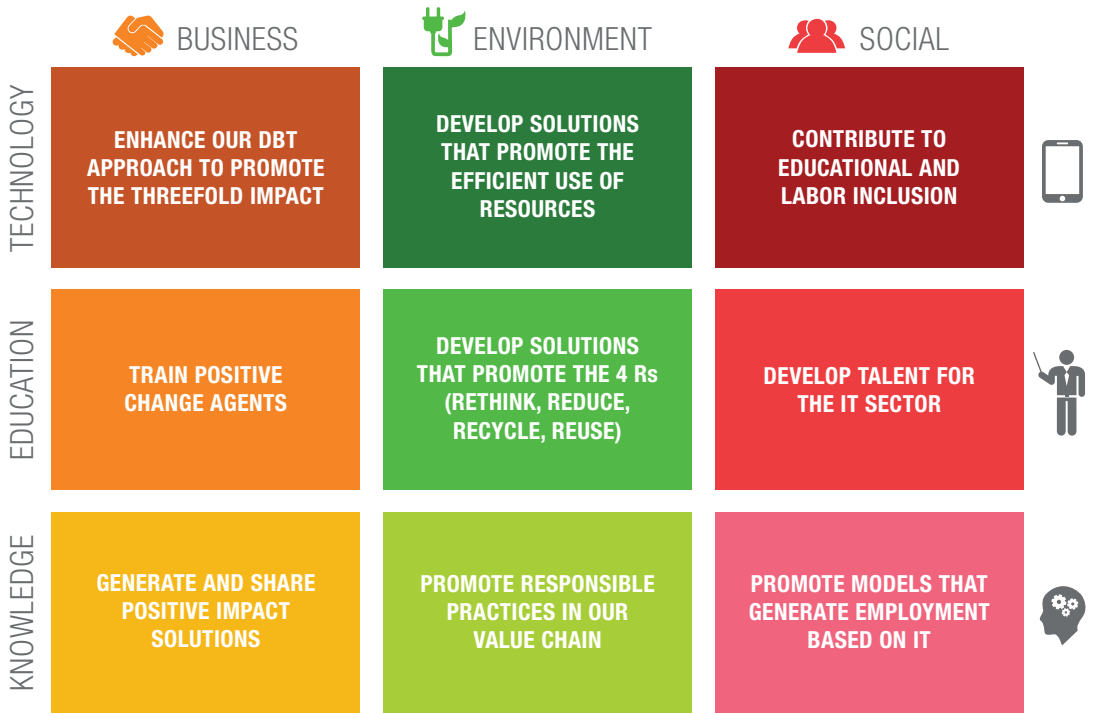 BUSINESS
ENVIRONMENT
SOCIAL
TECHNOLOGY
ENHANCE OUR DBT
APPROACH TO PROMOTE
THE THREEFOLD IMPACT
DEVELOP SOLUTIONS
THAT PROMOTE THE
EFFICIENT USE OF
RESOURCES
CONTRIBUTE TO
EDUCATIONAL AND
LABOR INCLUSION
EDUCATION
TRAIN POSITIVE
CHANGE AGENTS
DEVELOP SOLUTIONS
THAT PROMOTE THE 4 Rs
(RETHINK, REDUCE,
RECYCLE, REUSE)
DEVELOP TALENT FOR
THE IT SECTOR
KNOWLEDGE
GENERATE AND SHARE
POSITIVE IMPACT
SOLUTIONS
PROMOTE RESPONSIBLE
PRACTICES IN OUR
VALUE CHAIN
PROMOTE MODELS THAT
GENERATE EMPLOYMENT
BASED ON IT